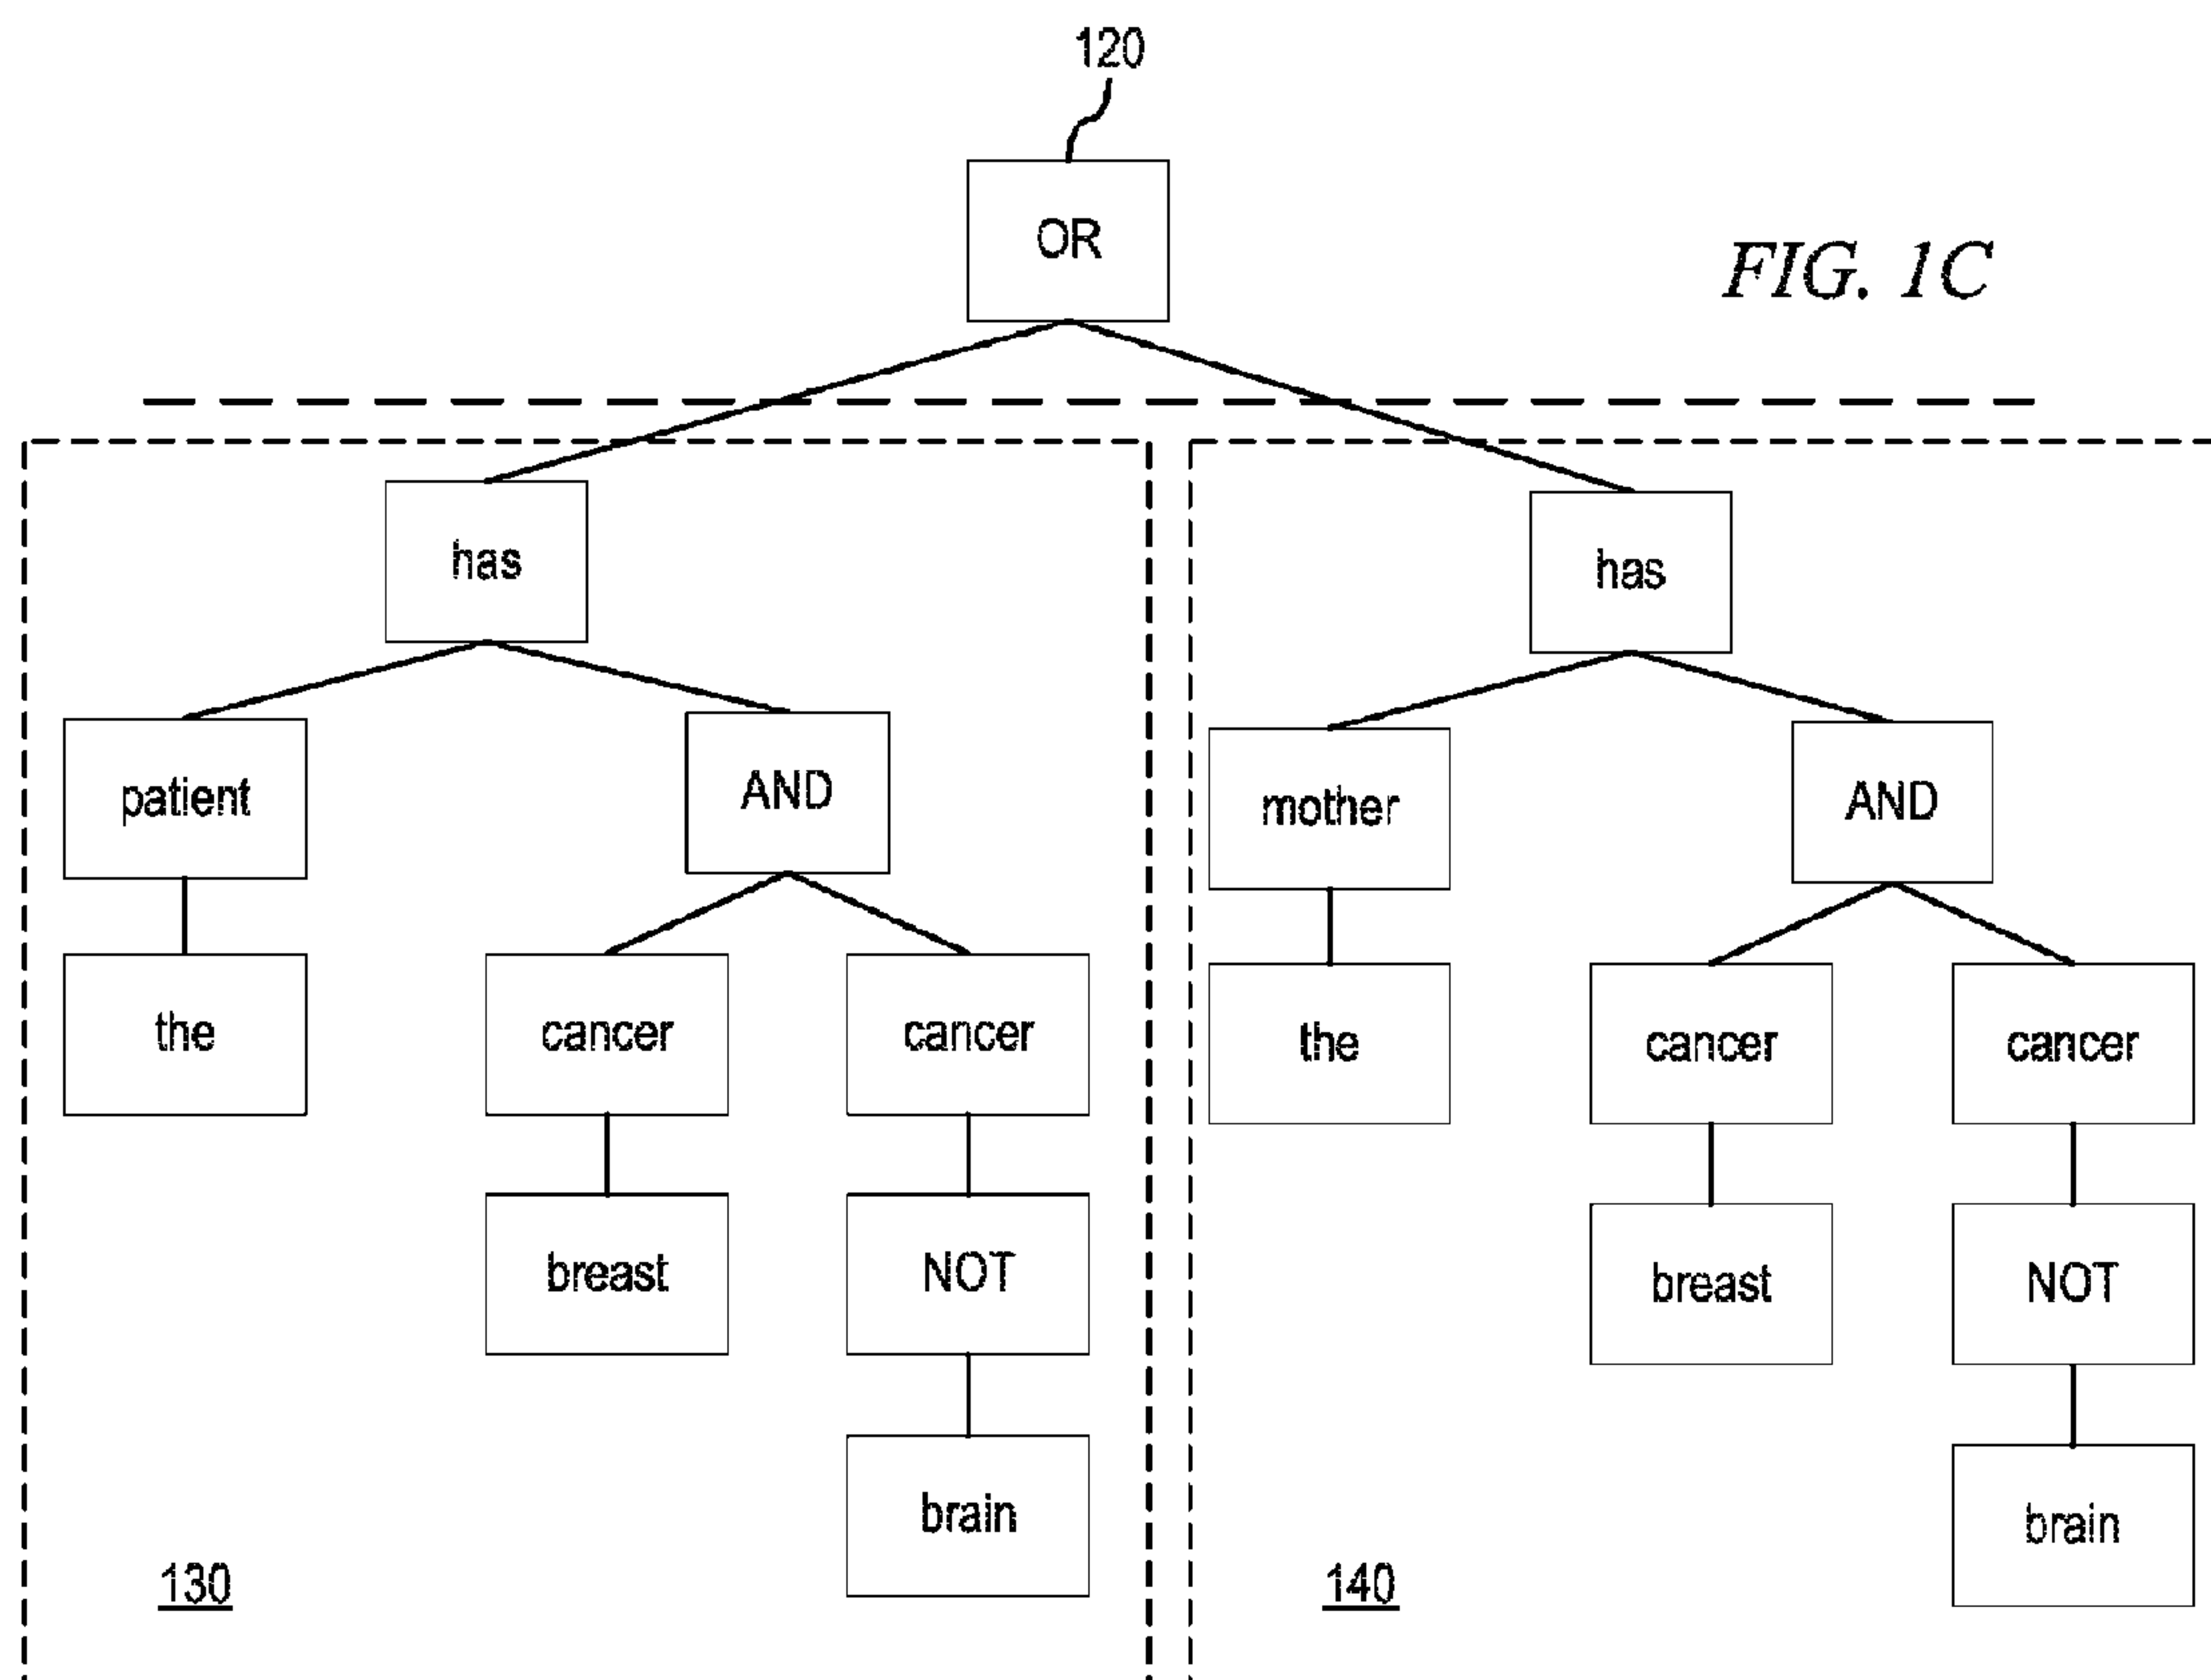 120
OR
FIG. 1C
has
has
patient
AND
mother
AND
the
cancer
cancer
the
cancer
cancer
breast
NOT
breast
NOT
brain
brain
130
140